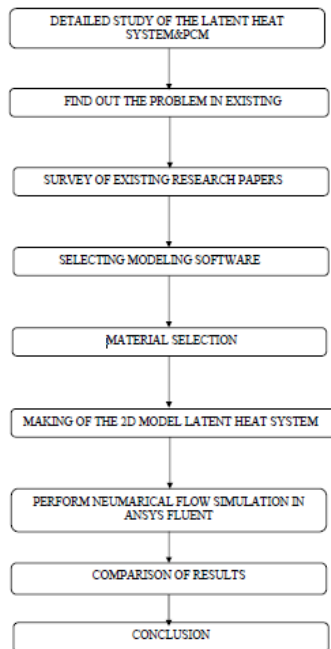 DETAILED STUDY OF THE LATENT HEAT
SYSTEM&PCM
FIND OUT THE PROBLEM IN EXISTING
SURVEY OF EXISTING RESEARCH PAPERS
SELECTING MODELING SOFTWARE
MATERIAL SELECTION
MAKING OF THE 2D MODEL LATENT HEAT SYSTEM
PERFORM NEUMARICAL FLOW SIMULATION IN
ANSYS FLUENT
COMPARISON OF RESULTS
CONCLUSION